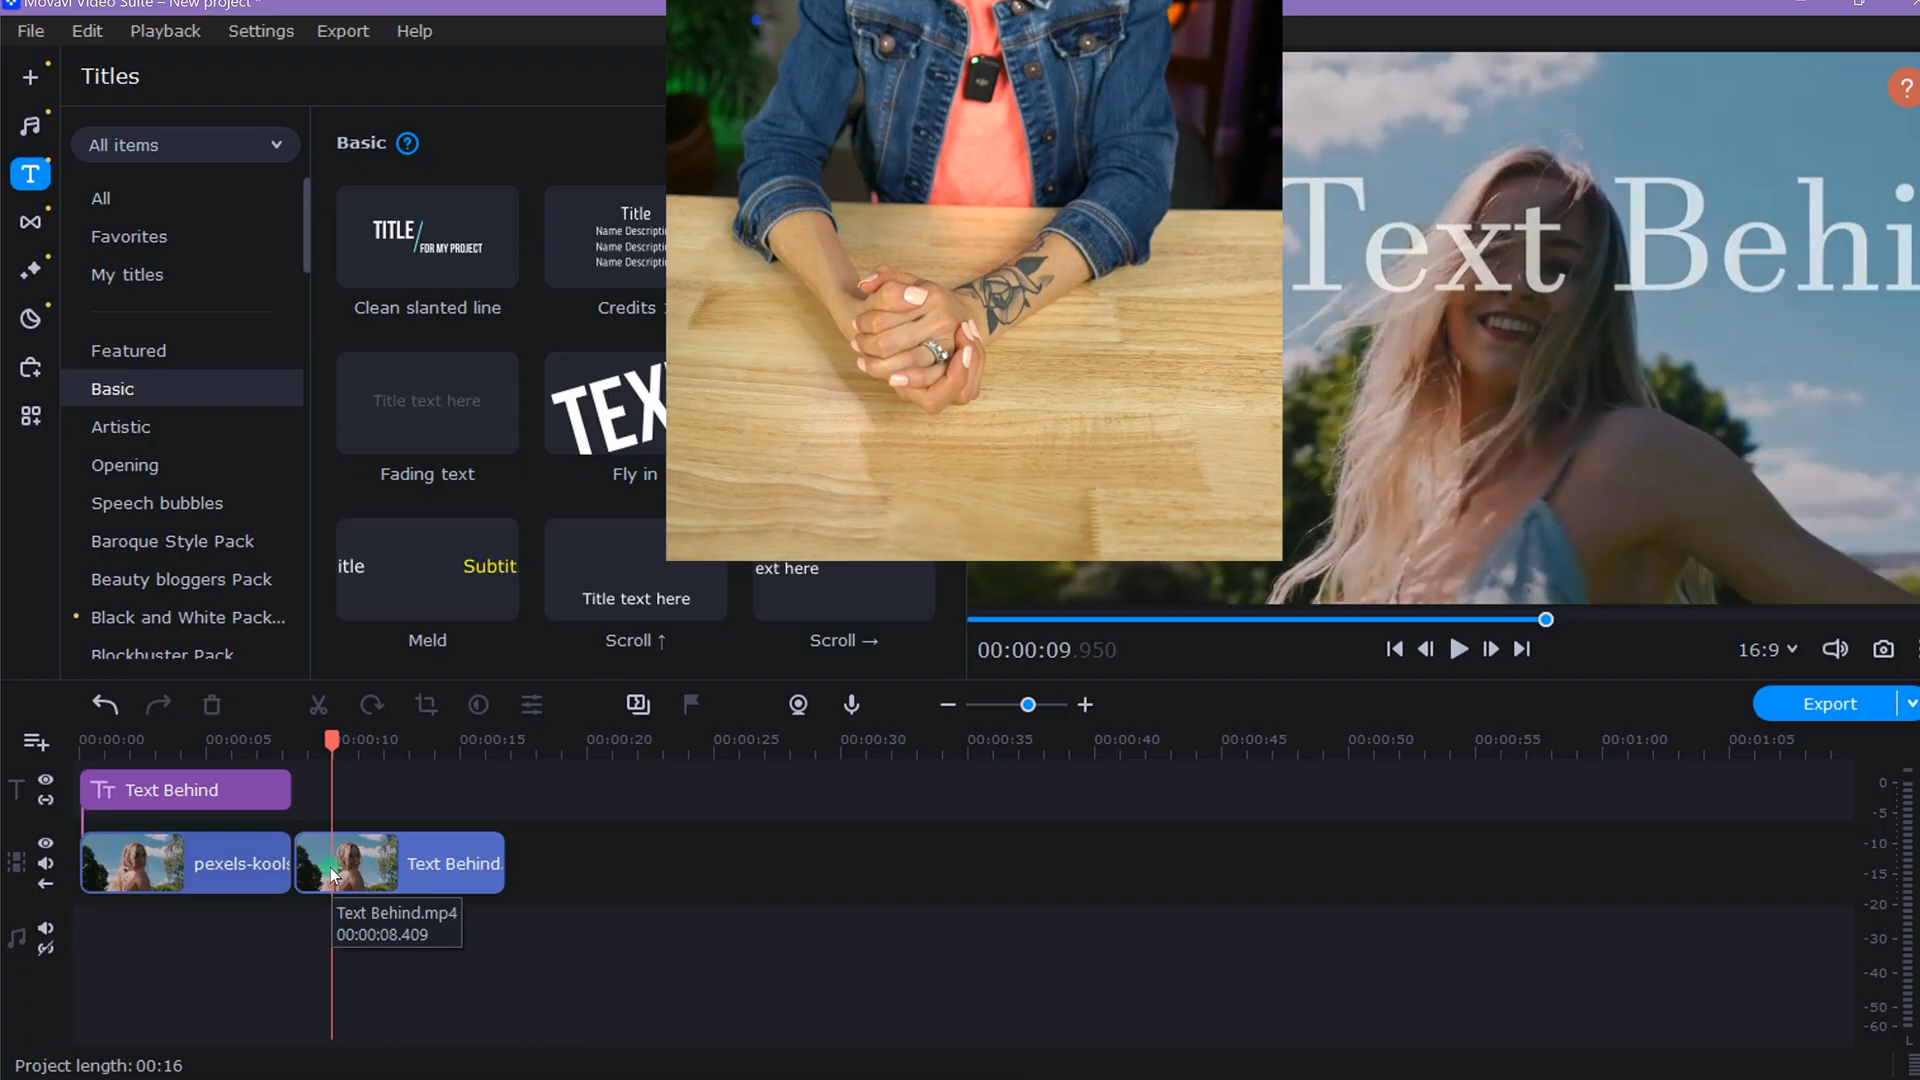 Movavi Video Suite – New project *
File Edit Playback Settings Export Help
Titles
All items
All
Favorites
My titles
Featured
Basic
Artistic
Opening
Speech bubbles
Baroque Style Pack
Beauty bloggers Pack
Black and White Pack...
Blockbuster Pack
Basic ?
TITLE/
FOR MY PROJECT
Clean slanted line
Title
Name Descripti
Name Descripti
Name Descripti
Credits
Title text here
Fading text
TEX
Fly in
itle Subtit
Meld
Title text here
Scroll ↑
ext here
Scroll →
Text Behi
?
00:00:09.950
16:9
Export
00:00:00 00:00:05 00:00:10 00:00:15 00:00:20 00:00:25 00:00:30 00:00:35 00:00:40 00:00:45 00:00:50 00:00:55 00:01:00 00:01:05
T
Tт Text Behind
pexels-kools
Text Behind.
Text Behind.mp4
00:00:08.409
0
-5
-10
-15
-20
-30
-40
-50
-60
L
Project length: 00:16